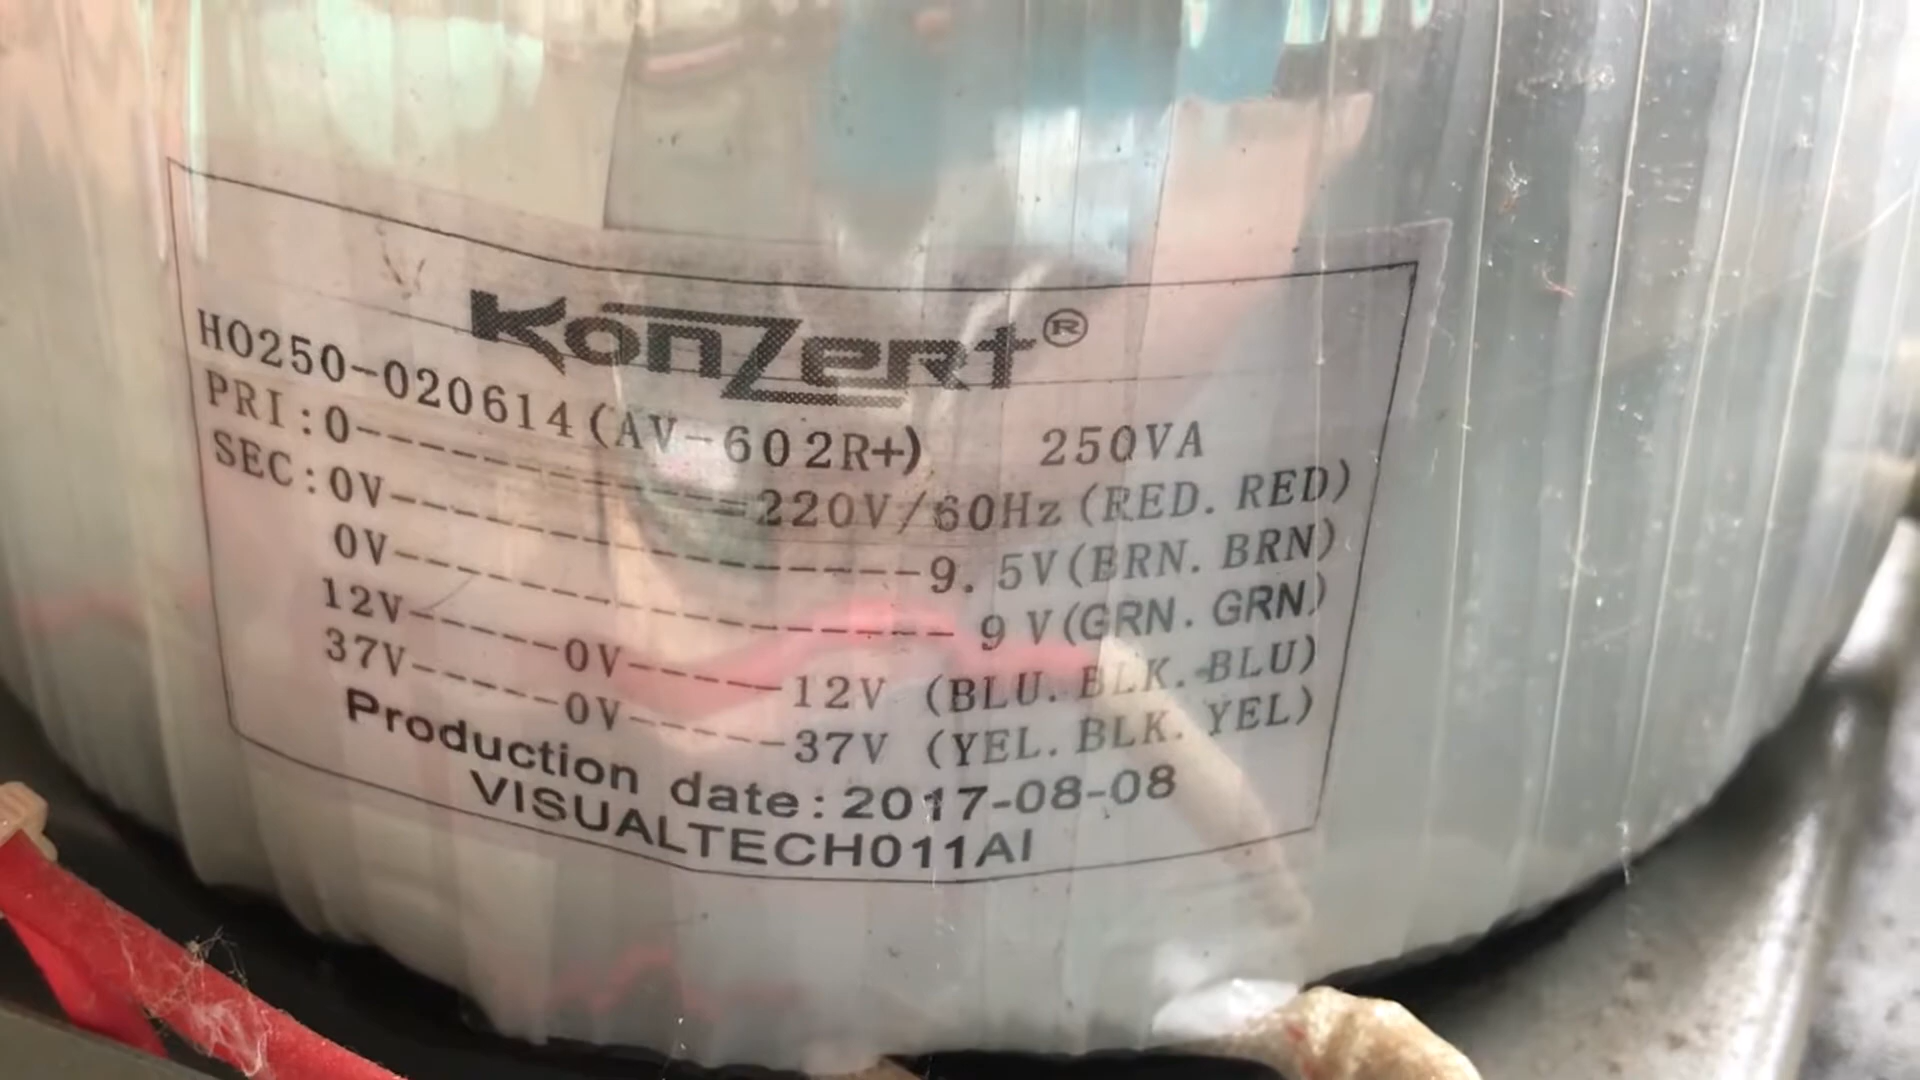 KonZert®
HO250-020614(AV-602R+) 250VA
PRI:0----------------220V/60Hz(RED. RED)
SEC:0V--------------------9.5V(BRN. BRN)
0V--------------------- 9 V(GRN. GRN)
12V------0V------12V (BLU. BLK. BLU)
37V------0V------37V (YEL. BLK. YEL)
Production date:2017-08-08
VISUALTECH011AI